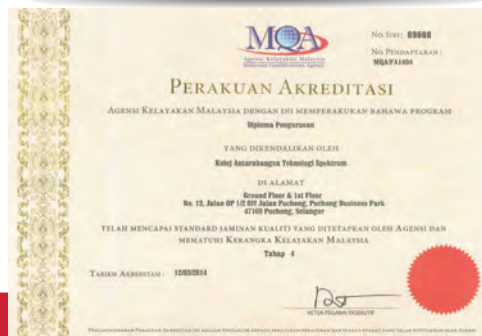 MQA
Agensi Kelayakan Malaysia
Malaysian Qualifications Agency
NO. SIRI: 09600
NO. PENDAFTARAN :
MQA/FA1494
PERAKUAN AKREDITASI
AGENSI KELAYAKAN MALAYSIA DENGAN INI MEMPERAKUKAN BAHAWA PROGRAM
Diploma Pengurusan
YANG DIKENDALIKAN OLEH
Kolej Antarabangsa Teknologi Spektrum
DI ALAMAT
Ground Floor & 1st Floor
No. 13, Jalan OP 1/2 Off Jalan Puchong, Puchong Business Park
47160 Puchong, Selangor
TELAH MENCAPAI STANDARD JAMINAN KUALITI YANG DITETAPKAN OLEH AGENSI DAN
MEMATUHI KERANGKA KELAYAKAN MALAYSIA
Tahap 4
TARIKH AKREDITASI : 12/03/2014
KETUA PEGAWAI EKSEKUTIF